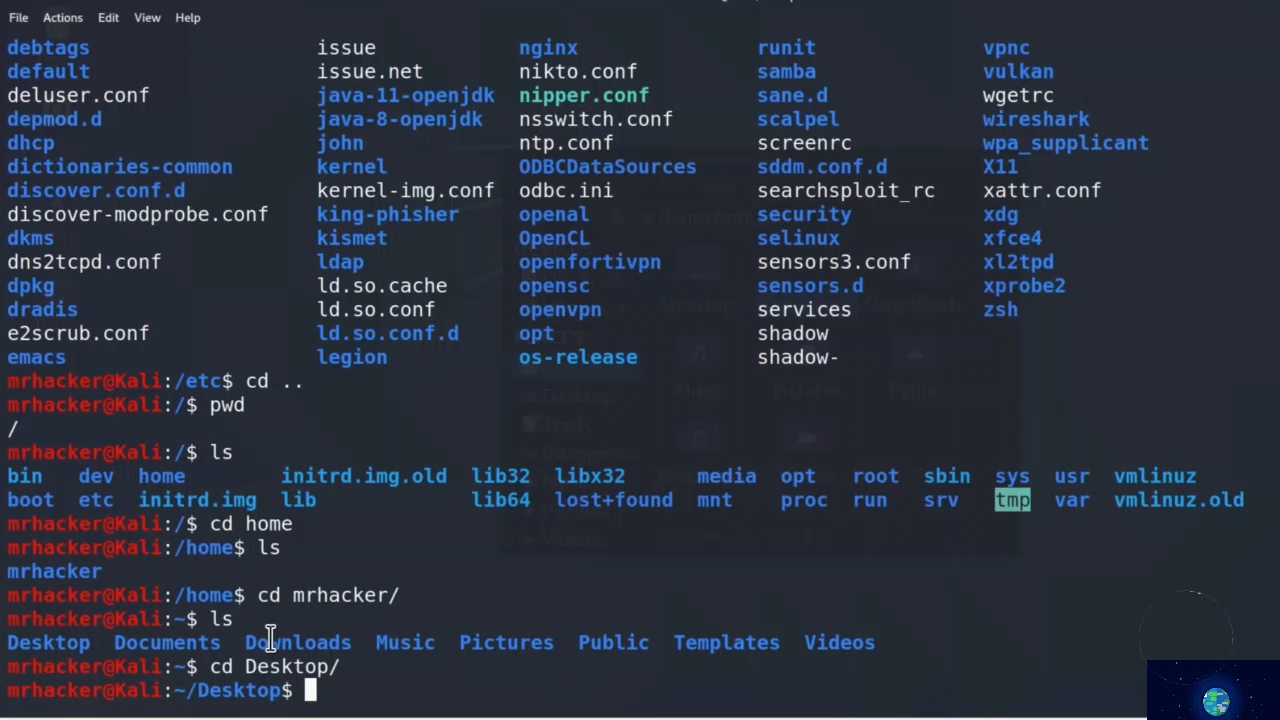 File Actions Edit View Help
debtags issue nginx runit vpnc
default issue.net nikto.conf samba vulkan
deluser.conf java-11-openjdk nipper.conf sane.d wgetrc
depmod.d java-8-openjdk nsswitch.conf scalpel wireshark
dhcp john ntp.conf screenrc wpa_supplicant
dictionaries-common kernel ODBCDataSources sddm.conf.d X11
discover.conf.d kernel-img.conf odbc.ini searchsploit_rc xattr.conf
discover-modprobe.conf king-phisher openal security xdg
dkms kismet OpenCL selinux xfce4
dns2tcpd.conf ldap openfortivpn sensors3.conf xl2tpd
dpkg ld.so.cache opensc sensors.d xprobe2
dradis ld.so.conf openvpn services zsh
e2scrub.conf ld.so.conf.d opt shadow
emacs legion os-release shadow-
mrhacker@Kali:/etc$ cd ..
mrhacker@Kali:/$ pwd
/
mrhacker@Kali:/$ ls
bin dev home initrd.img.old lib32 libx32 media opt root sbin sys usr vmlinuz
boot etc initrd.img lib lib64 lost+found mnt proc run srv tmp var vmlinuz.old
mrhacker@Kali:/$ cd home
mrhacker@Kali:/home$ ls
mrhacker
mrhacker@Kali:/home$ cd mrhacker/
mrhacker@Kali:~$ ls
Desktop Documents Downloads Music Pictures Public Templates Videos
mrhacker@Kali:~$ cd Desktop/
mrhacker@Kali:~/Desktop$